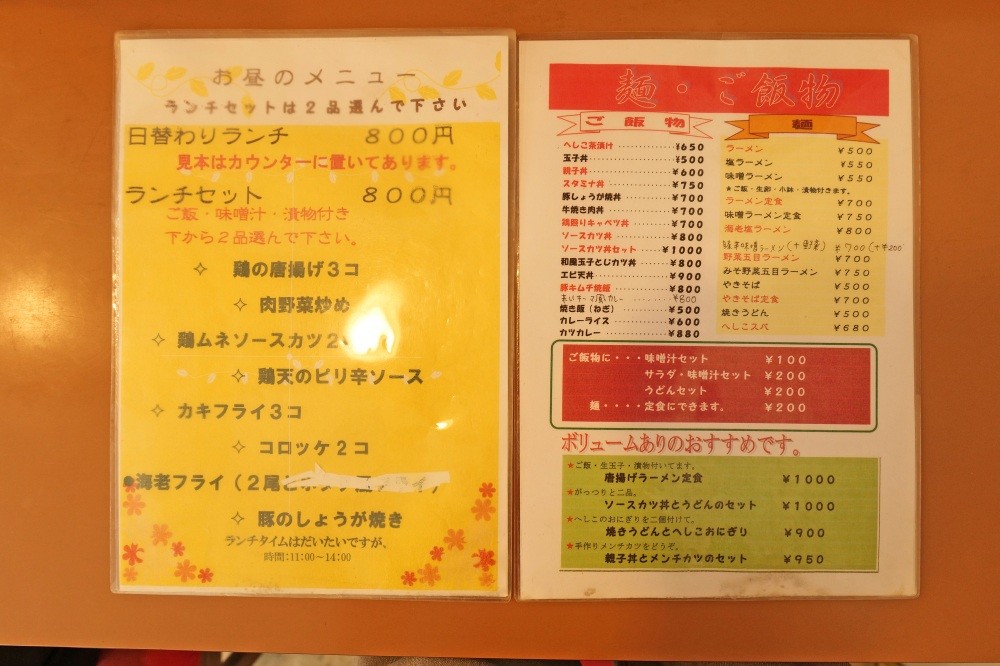 お昼のメニュー
ランチセットは２品選んで下さい
日替わりランチ　８００円
見本はカウンターに置いてあります。
ランチセット　８００円
ご飯・味噌汁・漬物付き
下から２品選んで下さい。
✧ 鶏の唐揚げ３コ
✧ 肉野菜炒め
✧ 鶏ムネソースカツ２
✧ 鶏天のピリ辛ソース
✧ カキフライ３コ
✧ コロッケ２コ
●海老フライ（２尾
✧ 豚のしょうが焼き
ランチタイムはだいたいですが、
時間：11:00～14:00
麺・ご飯物
ご飯物
へしこ茶漬け‥‥‥‥¥650
玉子丼‥‥‥‥¥500
親子丼‥‥‥‥¥600
スタミナ丼‥‥‥‥¥750
豚しょうが焼丼‥‥‥‥¥700
牛焼き肉丼‥‥‥‥¥700
鶏照りキャベツ丼‥‥‥‥¥700
ソースカツ丼‥‥‥‥¥800
ソースカツ丼セット‥‥‥‥¥1000
和風玉子とじカツ丼‥‥‥‥¥800
エビ天丼‥‥‥‥¥900
豚キムチ焼飯‥‥‥‥¥800
キーマ風カレー‥‥‥‥¥800
焼き飯（ねぎ）‥‥‥‥¥500
カレーライス‥‥‥‥¥600
カツカレー‥‥‥‥¥880
麺
ラーメン ¥500
塩ラーメン ¥550
味噌ラーメン ¥550
★ご飯・生卵・小鉢・漬物付きます。
ラーメン定食 ¥700
味噌ラーメン定食 ¥750
海老塩ラーメン ¥800
味噌ラーメン（＋野菜） ¥700（＋¥200
野菜五目ラーメン ¥700
みそ野菜五目ラーメン ¥750
やきそば ¥500
やきそば定食 ¥700
焼きうどん ¥500
へしこスパ ¥680
ご飯物に・・・味噌汁セット ¥100
サラダ・味噌汁セット ¥200
うどんセット ¥200
麺・・・・定食にできます。 ¥200
ボリュームありのおすすめです。
★ご飯・生玉子・漬物付いてます。
唐揚げラーメン定食 ¥1000
★がっつりと二品。
ソースカツ丼とうどんのセット ¥1000
★へしこのおにぎりを二個付けて。
焼きうどんとへしこおにぎり ¥900
★手作りメンチカツをどうぞ。
親子丼とメンチカツのセット ¥950